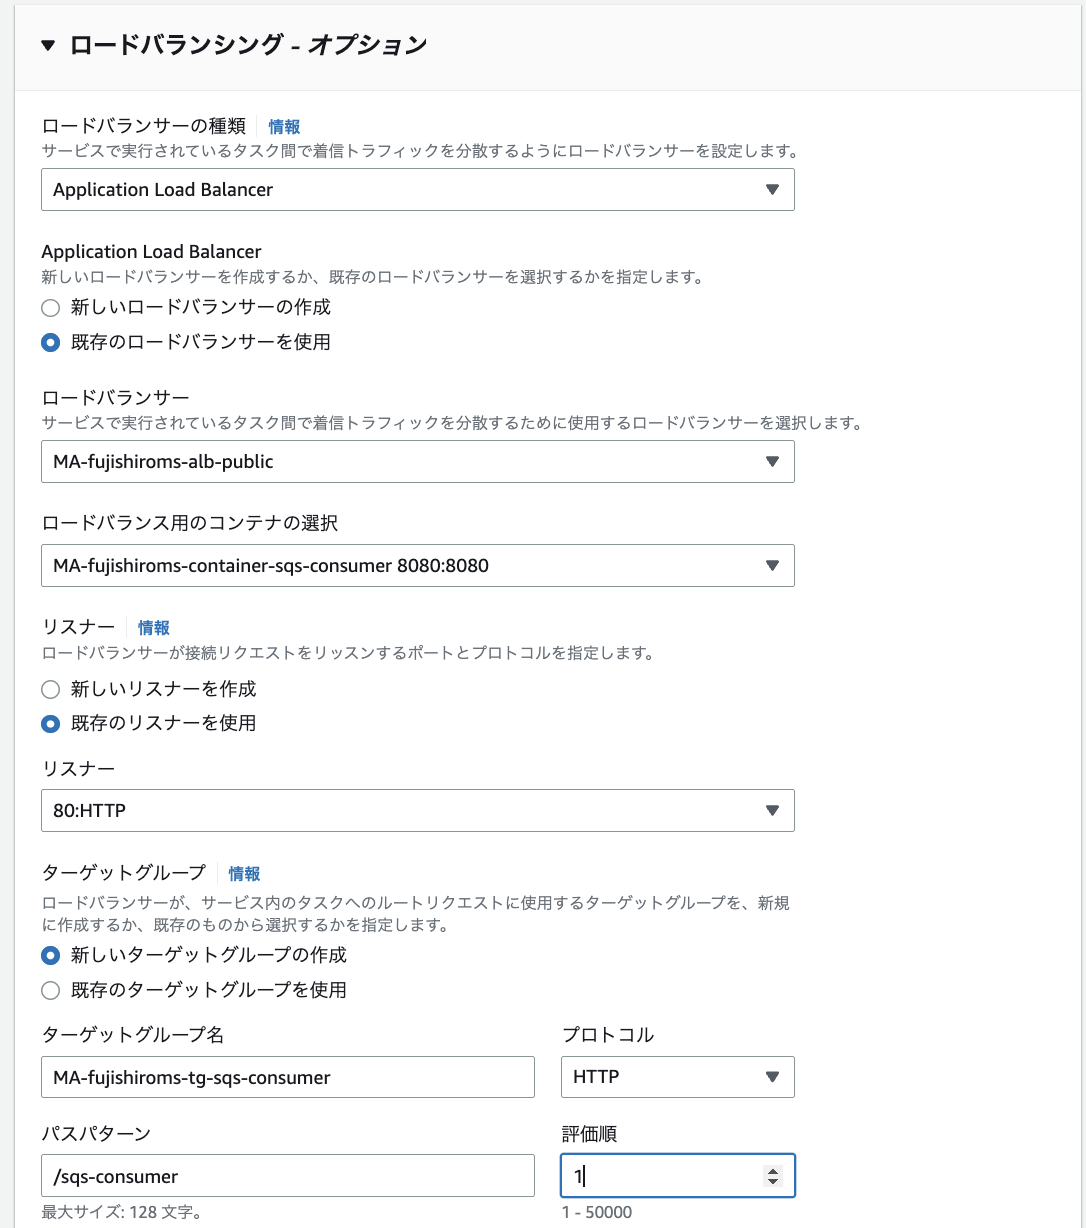 ロードバランシング - オプション
ロードバランサーの種類 情報
サービスで実行されているタスク間で着信トラフィックを分散するようにロードバランサーを設定します。
Application Load Balancer
Application Load Balancer
新しいロードバランサーを作成するか、既存のロードバランサーを選択するかを指定します。
新しいロードバランサーの作成
既存のロードバランサーを使用
ロードバランサー
サービスで実行されているタスク間で着信トラフィックを分散するために使用するロードバランサーを選択します。
MA-fujishiroms-alb-public
ロードバランス用のコンテナの選択
MA-fujishiroms-container-sqs-consumer 8080:8080
リスナー 情報
ロードバランサーが接続リクエストをリッスンするポートとプロトコルを指定します。
新しいリスナーを作成
既存のリスナーを使用
リスナー
80:HTTP
ターゲットグループ 情報
ロードバランサーが、サービス内のタスクへのルートリクエストに使用するターゲットグループを、新規
に作成するか、既存のものから選択するかを指定します。
新しいターゲットグループの作成
既存のターゲットグループを使用
ターゲットグループ名 プロトコル
MA-fujishiroms-tg-sqs-consumer HTTP
パスパターン 評価順
/sqs-consumer 1
最大サイズ: 128 文字。 1 - 50000